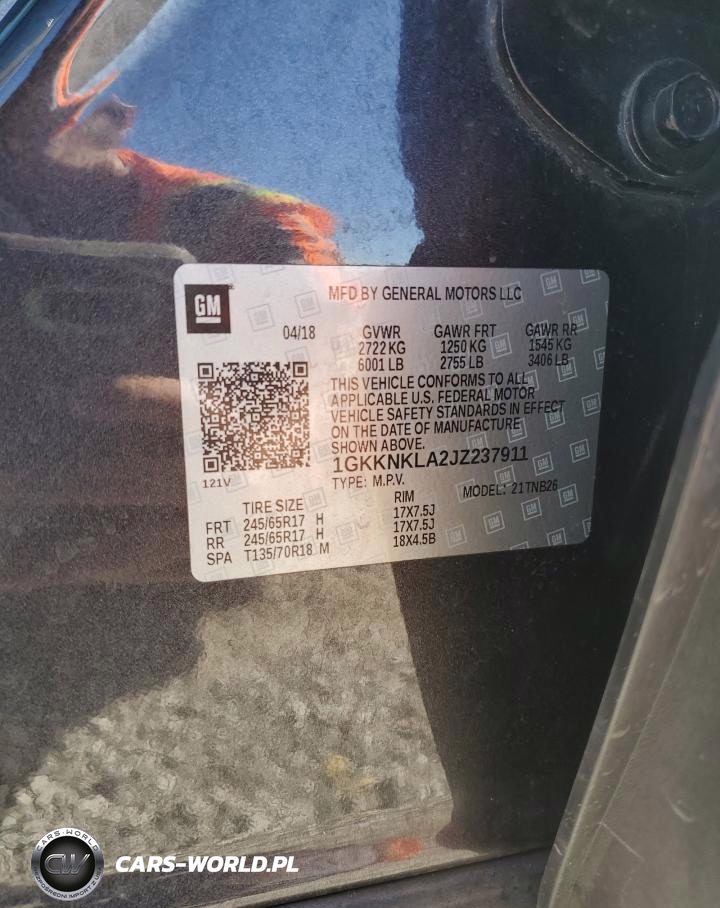 GM
MFD BY GENERAL MOTORS LLC
04/18 GVWR GAWR FRT GAWR RR
2722 KG 1250 KG 1545 KG
6001 LB 2755 LB 3406 LB
THIS VEHICLE CONFORMS TO ALL
APPLICABLE U.S. FEDERAL MOTOR
VEHICLE SAFETY STANDARDS IN EFFECT
ON THE DATE OF MANUFACTURE
SHOWN ABOVE.
1GKKNKLA2JZ237911
121V TYPE: M.P.V. MODEL: 21TNB26
TIRE SIZE RIM
FRT 245/65R17 H 17X7.5J
RR 245/65R17 H 17X7.5J
SPA T135/70R18 M 18X4.5B
CARS-WORLD
CW
CARS-WORLD.PL